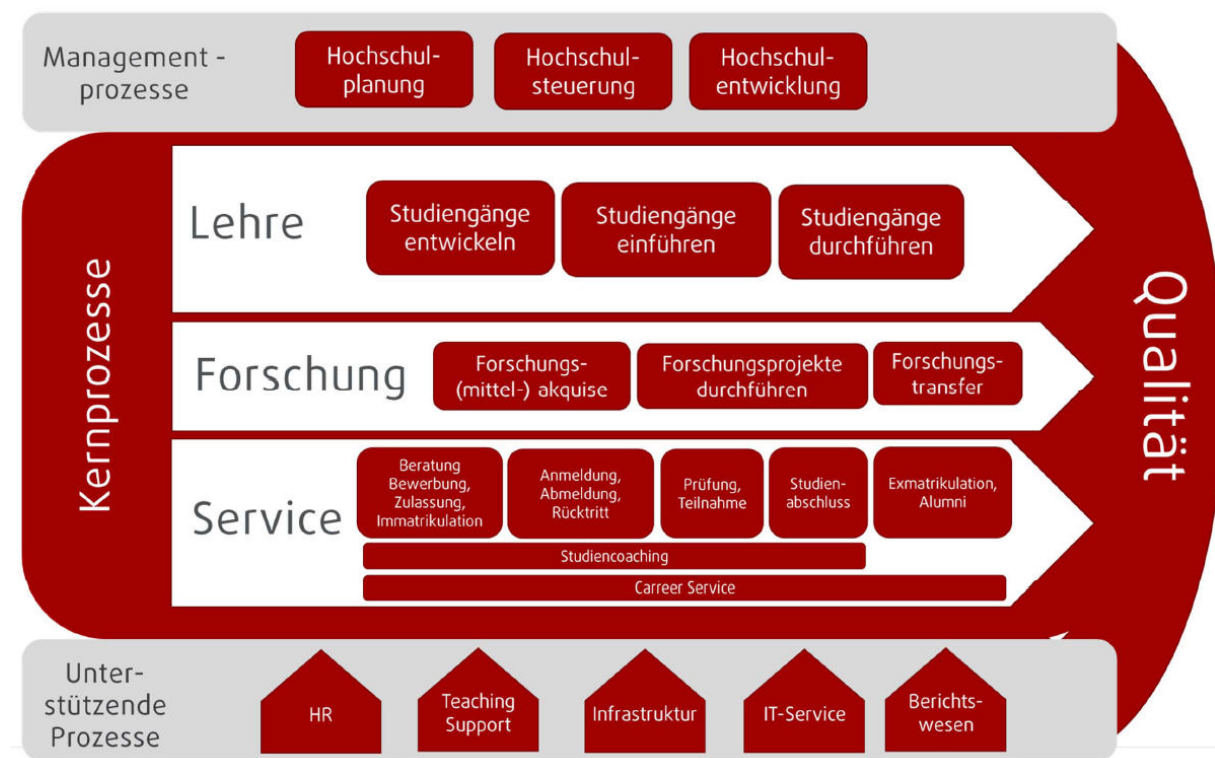 Management -
prozesse
Hochschul-
planung
Hochschul-
steuerung
Hochschul-
entwicklung
Kernprozesse
Lehre
Studiengänge
entwickeln
Studiengänge
einführen
Studiengänge
durchführen
Forschung
Forschungs-
(mittel-) akquise
Forschungsprojekte
durchführen
Forschungs-
transfer
Service
Beratung
Bewerbung,
Zulassung,
Immatrikulation
Anmeldung,
Abmeldung,
Rücktritt
Prüfung,
Teilnahme
Studien-
abschluss
Exmatrikulation,
Alumni
Studiencoaching
Carreer Service
Qualität
Unter-
stützende
Prozesse
HR
Teaching
Support
Infrastruktur
IT-Service
Berichts-
wesen